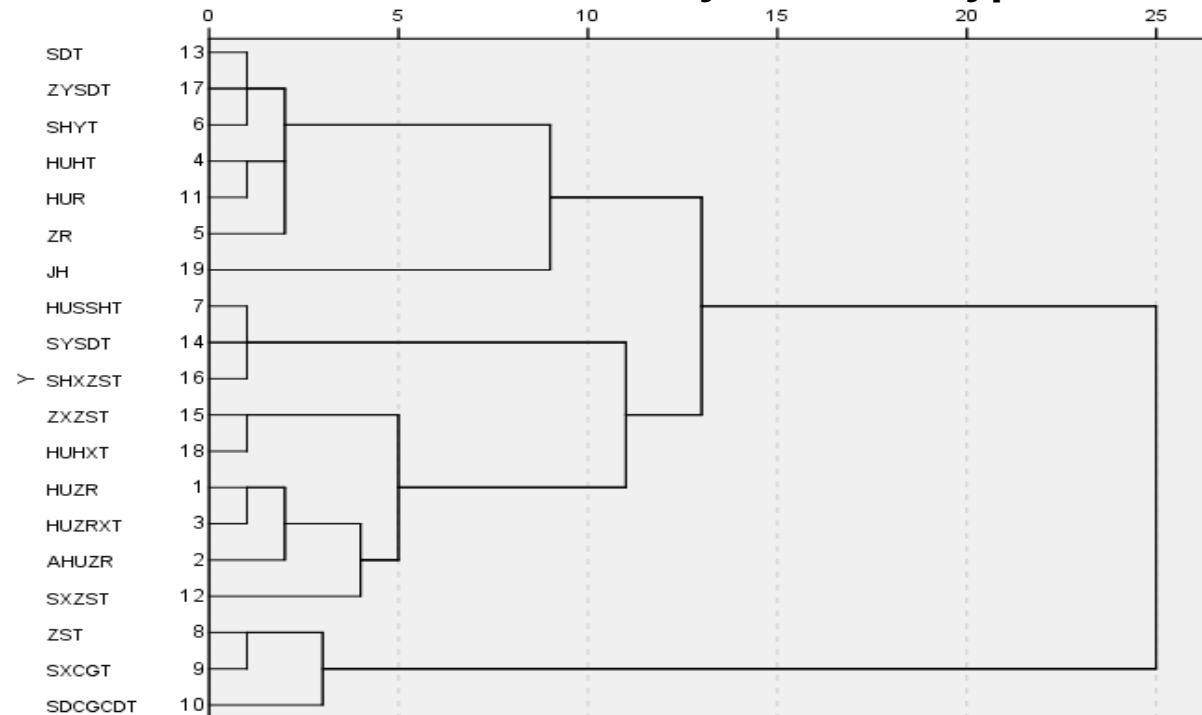 0 5 10 15 20 25
SDT 13
ZYSDT 17
SHYT 6
HUHT 4
HUR 11
ZR 5
JH 19
HUSSHT 7
SYSDT 14
Y
SHXZST 16
ZXZST 15
HUHXT 18
HUZR 1
HUZRXT 3
AHUZR 2
SXZST 12
ZST 8
SXCGT 9
SDCGCDT 10